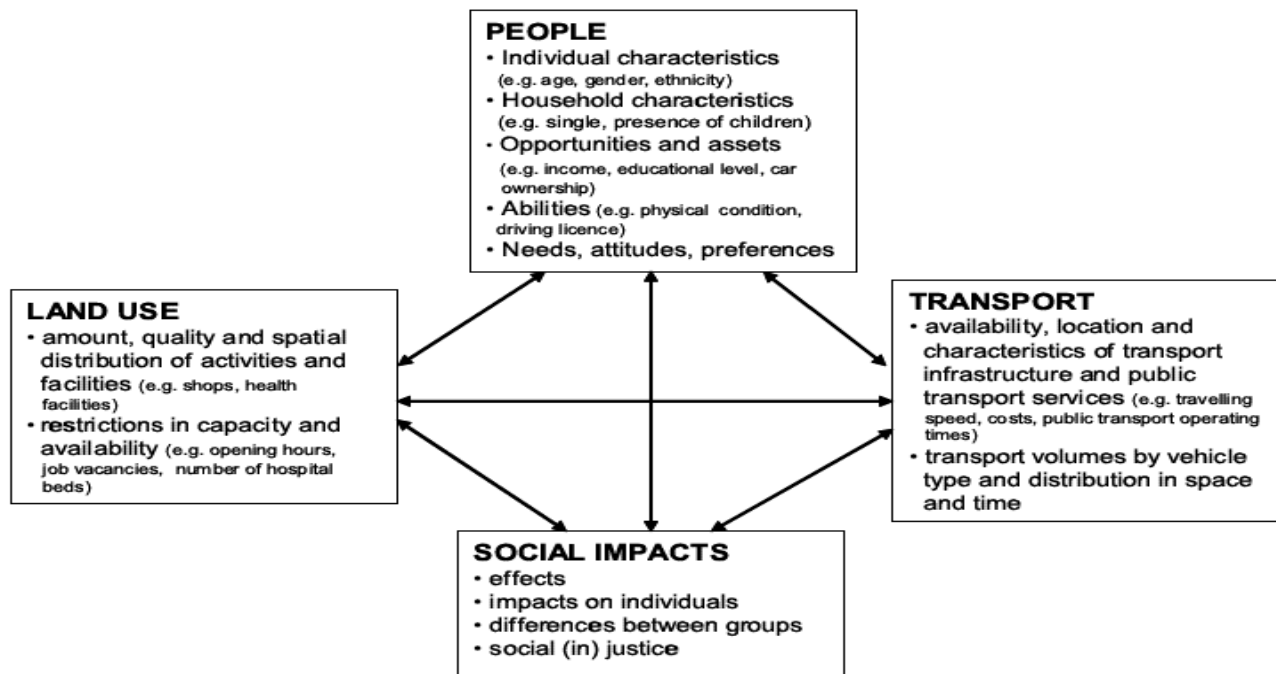 PEOPLE
• Individual characteristics
(e.g. age, gender, ethnicity)
• Household characteristics
(e.g. single, presence of children)
• Opportunities and assets
(e.g. income, educational level, car
ownership)
• Abilities (e.g. physical condition,
driving licence)
• Needs, attitudes, preferences
LAND USE
• amount, quality and spatial
distribution of activities and
facilities (e.g. shops, health
facilities)
• restrictions in capacity and
availability (e.g. opening hours,
job vacancies, number of hospital
beds)
TRANSPORT
• availability, location and
characteristics of transport
infrastructure and public
transport services (e.g. travelling
speed, costs, public transport operating
times)
• transport volumes by vehicle
type and distribution in space
and time
SOCIAL IMPACTS
• effects
• impacts on individuals
• differences between groups
• social (in) justice